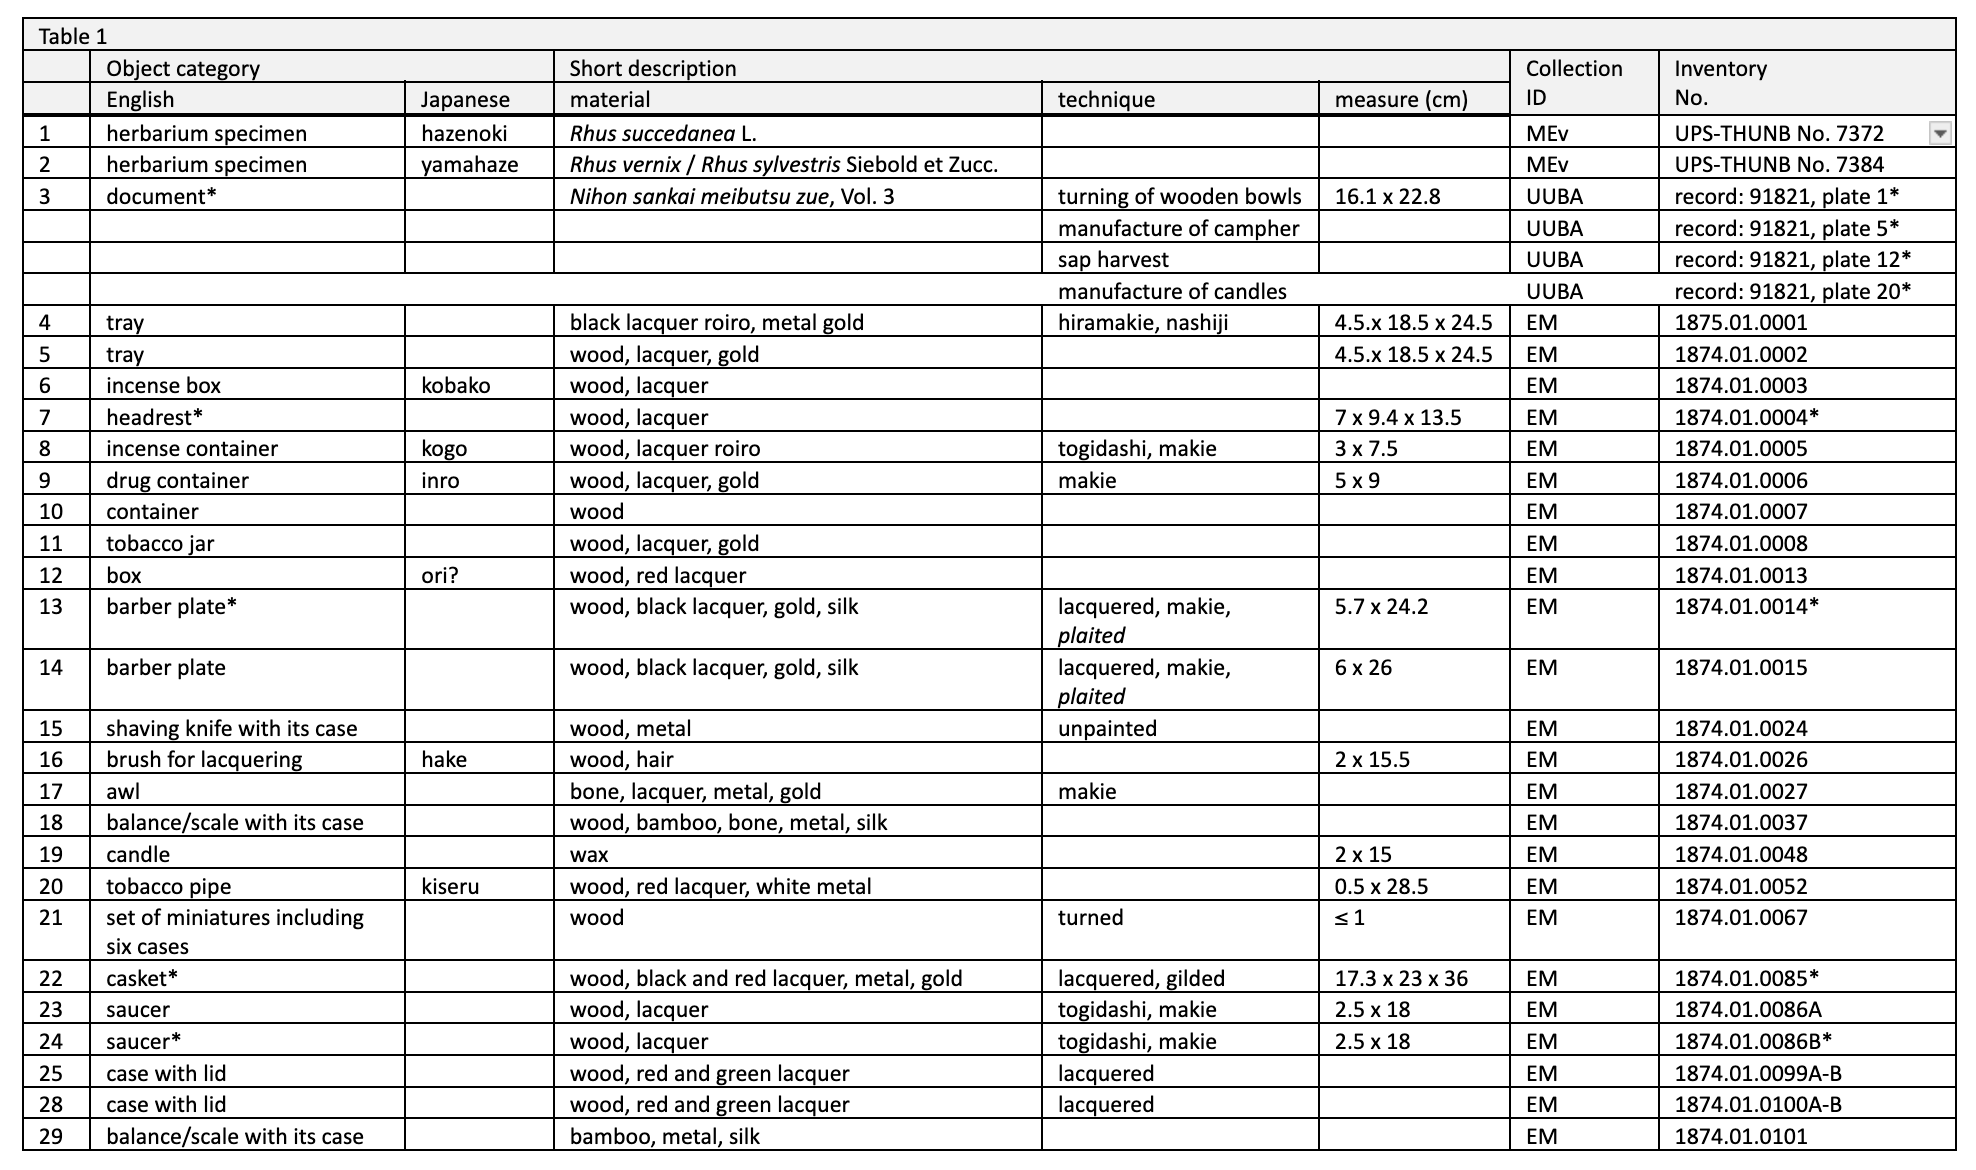 Table 1
Object category Short description Collection Inventory
English Japanese material technique measure (cm) ID No.
1 herbarium specimen hazenoki Rhus succedanea L. MEv UPS-THUNB No. 7372
2 herbarium specimen yamahaze Rhus vernix / Rhus sylvestris Siebold et Zucc. MEv UPS-THUNB No. 7384
3 document* Nihon sankai meibutsu zue, Vol. 3 turning of wooden bowls 16.1 x 22.8 UUBA record: 91821, plate 1*
manufacture of campher UUBA record: 91821, plate 5*
sap harvest UUBA record: 91821, plate 12*
manufacture of candles UUBA record: 91821, plate 20*
4 tray black lacquer roiro, metal gold hiramakie, nashiji 4.5.x 18.5 x 24.5 EM 1875.01.0001
5 tray wood, lacquer, gold 4.5.x 18.5 x 24.5 EM 1874.01.0002
6 incense box kobako wood, lacquer EM 1874.01.0003
7 headrest* wood, lacquer 7 x 9.4 x 13.5 EM 1874.01.0004*
8 incense container kogo wood, lacquer roiro togidashi, makie 3 x 7.5 EM 1874.01.0005
9 drug container inro wood, lacquer, gold makie 5 x 9 EM 1874.01.0006
10 container wood EM 1874.01.0007
11 tobacco jar wood, lacquer, gold EM 1874.01.0008
12 box ori? wood, red lacquer EM 1874.01.0013
13 barber plate* wood, black lacquer, gold, silk lacquered, makie, 5.7 x 24.2 EM 1874.01.0014*
plaited
14 barber plate wood, black lacquer, gold, silk lacquered, makie, 6 x 26 EM 1874.01.0015
plaited
15 shaving knife with its case wood, metal unpainted EM 1874.01.0024
16 brush for lacquering hake wood, hair 2 x 15.5 EM 1874.01.0026
17 awl bone, lacquer, metal, gold makie EM 1874.01.0027
18 balance/scale with its case wood, bamboo, bone, metal, silk EM 1874.01.0037
19 candle wax 2 x 15 EM 1874.01.0048
20 tobacco pipe kiseru wood, red lacquer, white metal 0.5 x 28.5 EM 1874.01.0052
21 set of miniatures including wood turned ≤ 1 EM 1874.01.0067
six cases
22 casket* wood, black and red lacquer, metal, gold lacquered, gilded 17.3 x 23 x 36 EM 1874.01.0085*
23 saucer wood, lacquer togidashi, makie 2.5 x 18 EM 1874.01.0086A
24 saucer* wood, lacquer togidashi, makie 2.5 x 18 EM 1874.01.0086B*
25 case with lid wood, red and green lacquer lacquered EM 1874.01.0099A-B
28 case with lid wood, red and green lacquer lacquered EM 1874.01.0100A-B
29 balance/scale with its case bamboo, metal, silk EM 1874.01.0101